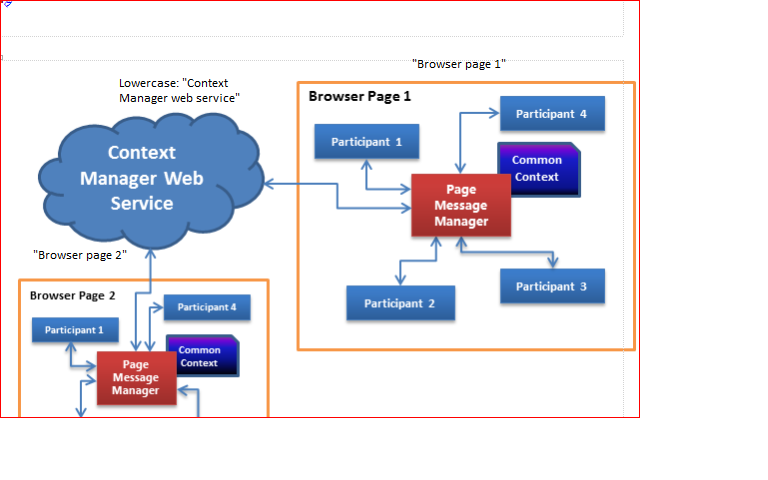 "Browser page 1"
Lowercase: "Context
Manager web service"
Browser Page 1
Participant 4
Participant 1
Context
Manager Web
Service
Common
Context
Page
Message
Manager
"Browser page 2"
Participant 3
Participant 2
Browser Page 2
Participant 4
Participant 1
Common
Context
Page
Message
Manager